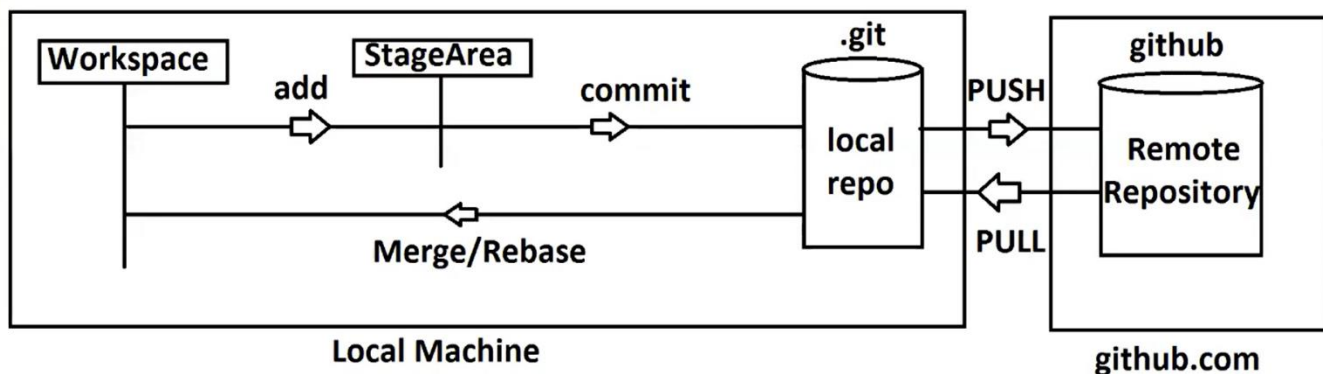 Workspace
StageArea
add
commit
.git
local
repo
PUSH
PULL
github
Remote
Repository
Merge/Rebase
Local Machine
github.com